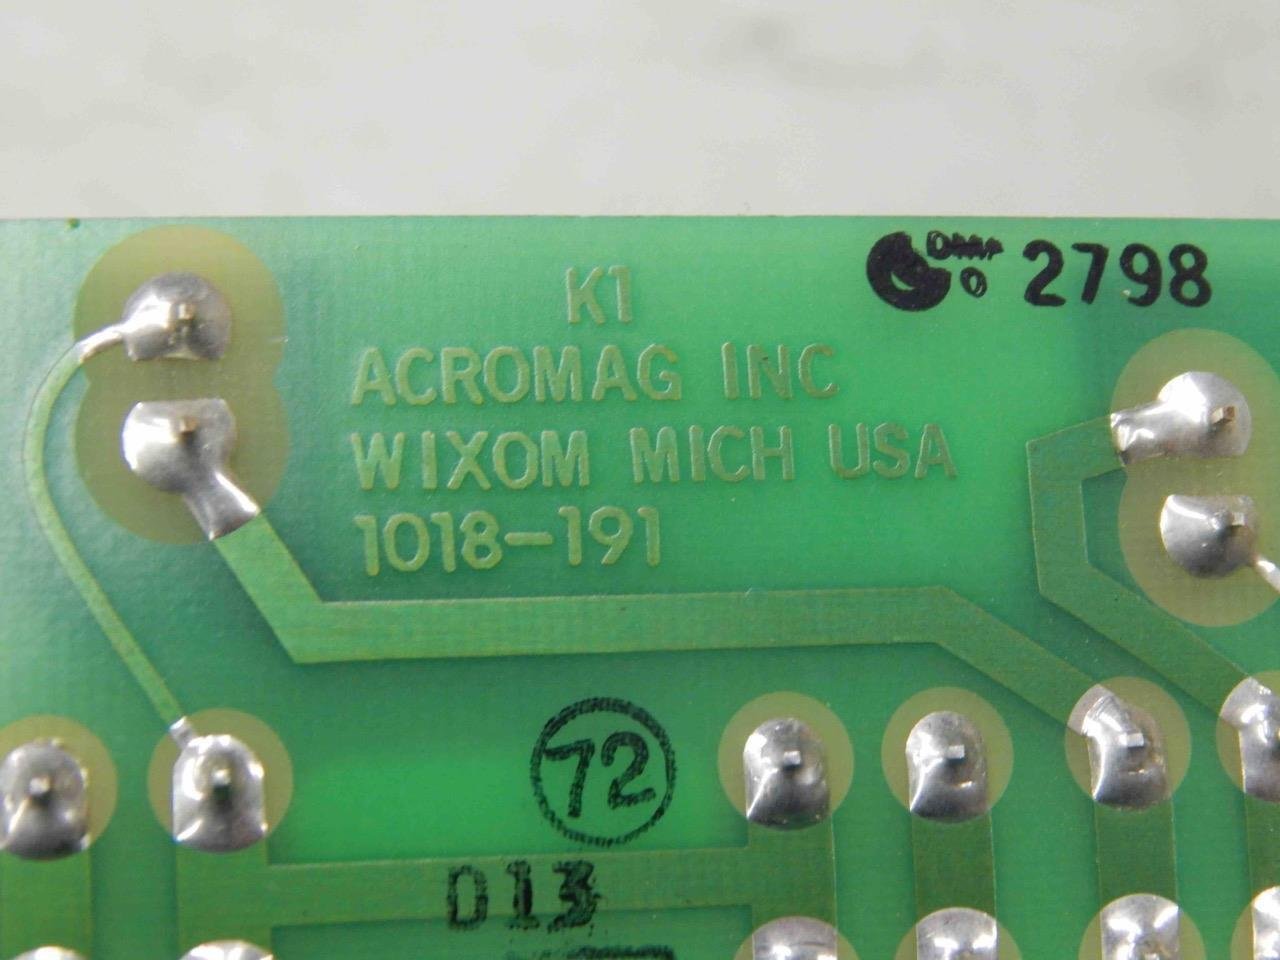 K1
2798
ACROMAG INC
WIXOM MICH USA
1018-191
72
013